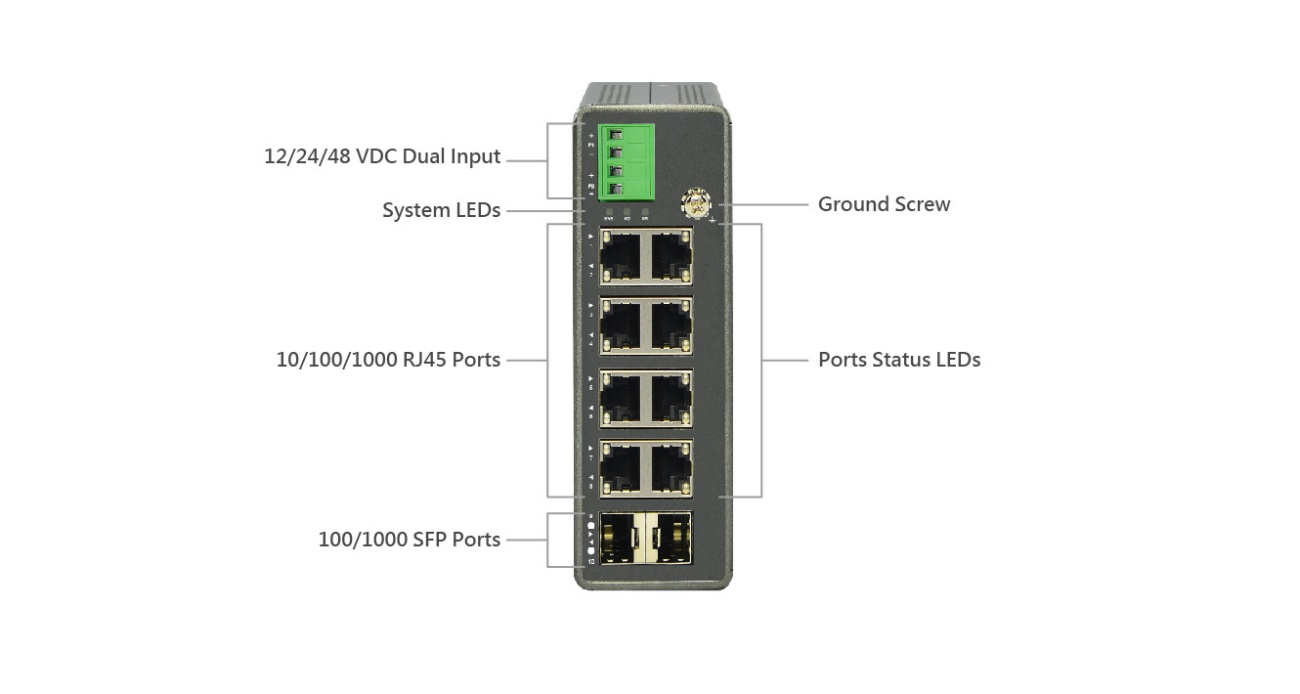 12/24/48 VDC Dual Input
System LEDs
Ground Screw
10/100/1000 RJ45 Ports
Ports Status LEDs
100/1000 SFP Ports